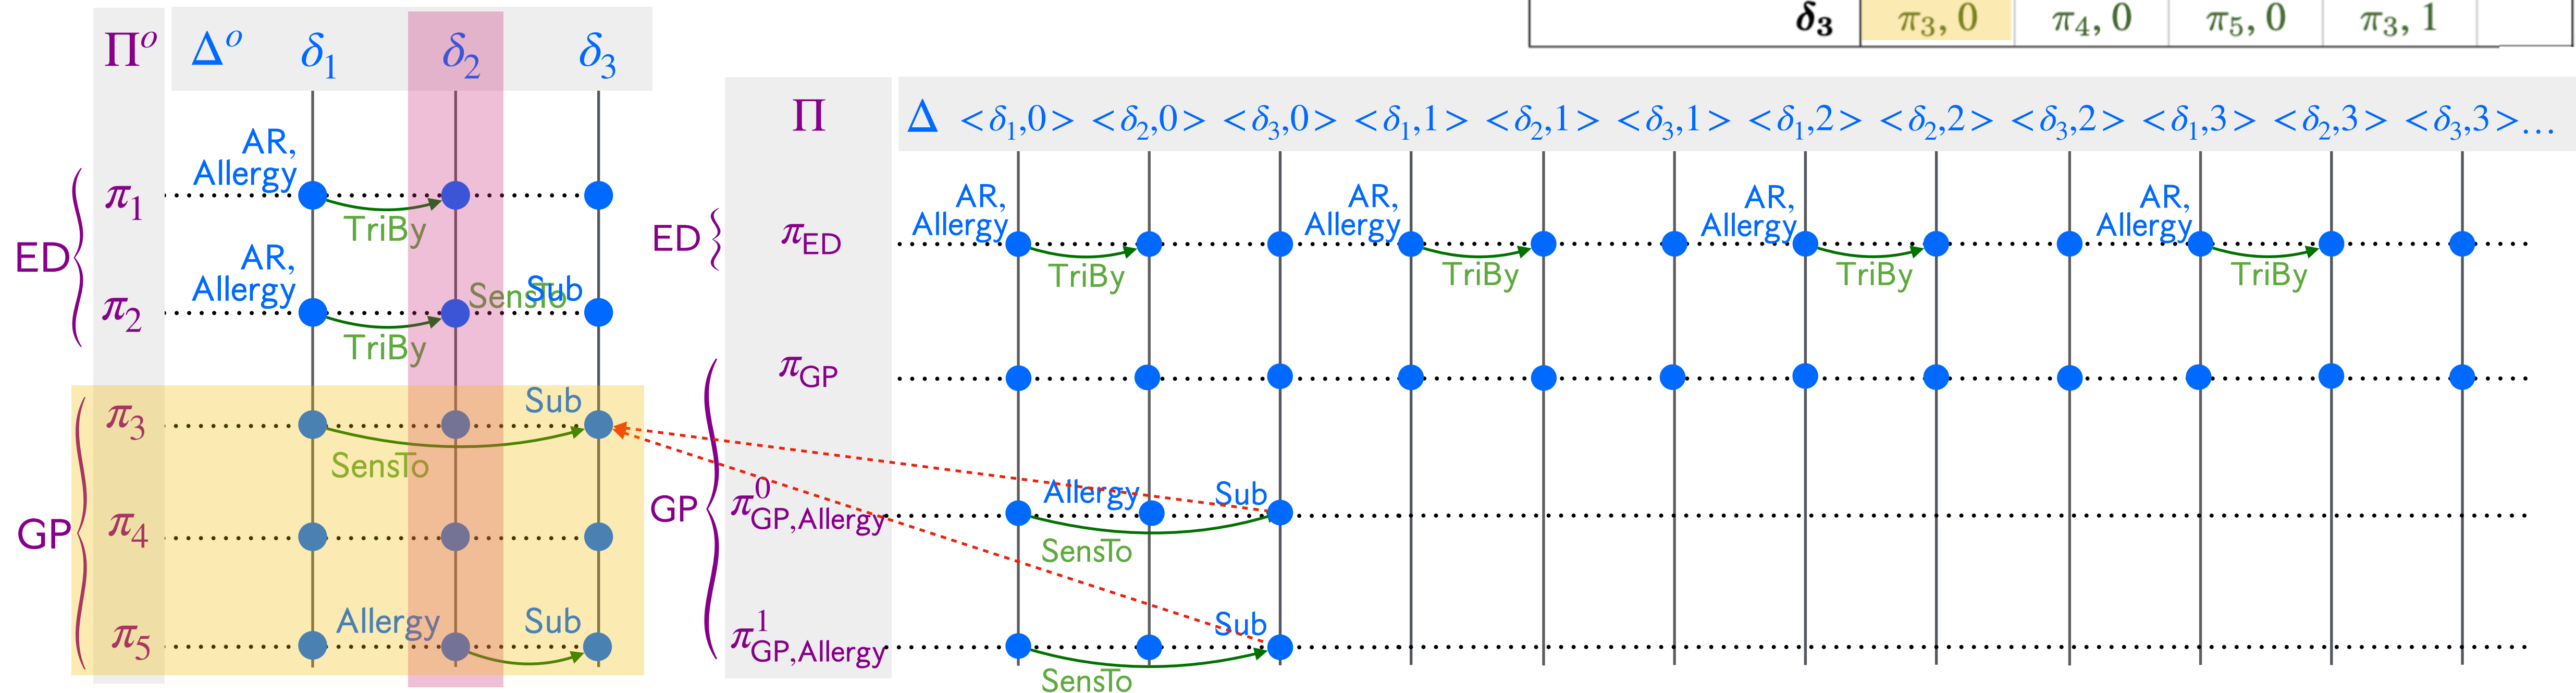 δ₃ π₃, 0 π₄, 0 π₅, 0 π₃, 1
Πᵒ Δᵒ δ₁ δ₂ δ₃
AR,
Allergy
π₁
TriBy
ED
AR,
Allergy SensTo Sub
π₂
TriBy
Sub
π₃
SensTo
GP
π₄
Allergy Sub
π₅
Π Δ <δ₁,0> <δ₂,0> <δ₃,0> <δ₁,1> <δ₂,1> <δ₃,1> <δ₁,2> <δ₂,2> <δ₃,2> <δ₁,3> <δ₂,3> <δ₃,3>...
AR, AR, AR, AR,
Allergy Allergy Allergy Allergy
ED π_ED
TriBy TriBy TriBy TriBy
π_GP
Allergy Sub
GP π⁰_GP,Allergy
SensTo
Sub
π¹_GP,Allergy
SensTo